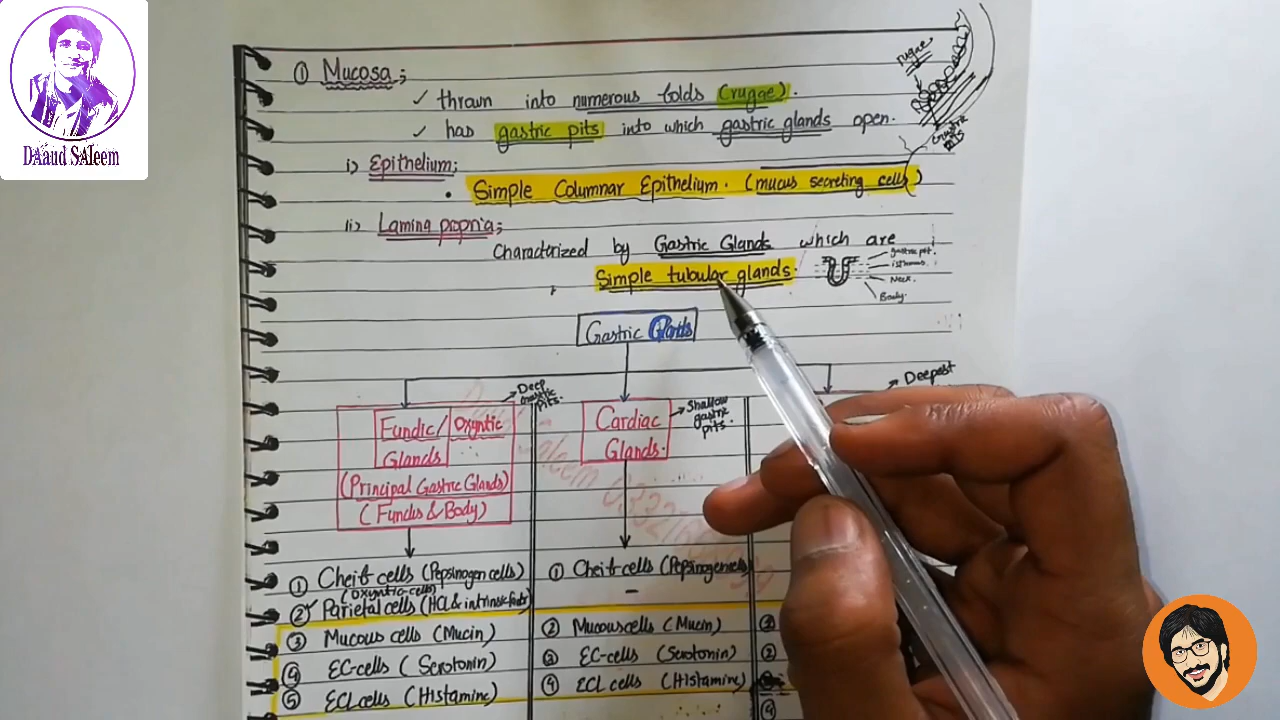 DAaud SAleem
① Mucosa;
✓ thrown into numerous folds (rugae).
✓ has gastric pits into which gastric glands open.
rugae
Gastric pits
i) Epithelium;
• Simple Columnar Epithelium. (mucus secreting cells)
ii) Lamina propria;
Characterized by Gastric Glands which are
Simple tubular glands.
gastric pit.
isthmus.
Neck.
Body.
Gastric Glands
Fundic/Oxyntic
Glands
(Principal Gastric Glands)
(Fundus & Body)
Deep
pits.
Cardiac
Glands.
Shallow
gastric
pits.
Deepest
① Cheif cells (Pepsinogen cells)
(oxyntic cells)
② Parietal cells (HCL & intrinsic facts)
③ Mucous cells (Mucin)
④ EC-cells (Serotonin)
⑤ ECL cells (Histamine)
① Cheif cells (Pepsinogen cells)
–
② Mucous cells (Mucin)
③ EC-cells (Serotonin)
④ ECL cells (Histamine)
②
④